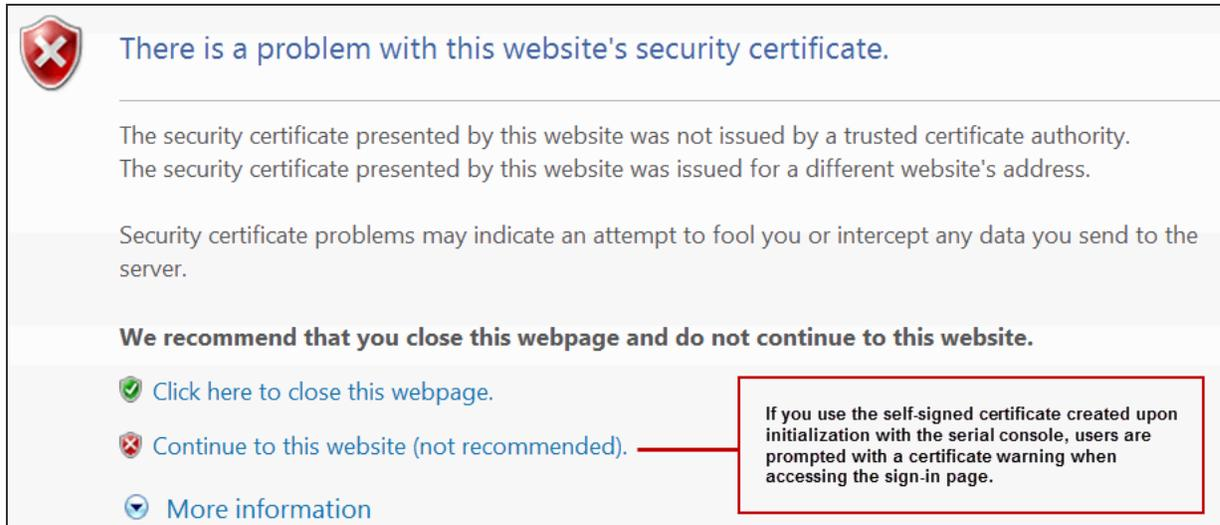 There is a problem with this website's security certificate.
The security certificate presented by this website was not issued by a trusted certificate authority.
The security certificate presented by this website was issued for a different website's address.
Security certificate problems may indicate an attempt to fool you or intercept any data you send to the
server.
We recommend that you close this webpage and do not continue to this website.
Click here to close this webpage.
Continue to this website (not recommended).
If you use the self-signed certificate created upon
initialization with the serial console, users are
prompted with a certificate warning when
accessing the sign-in page.
More information